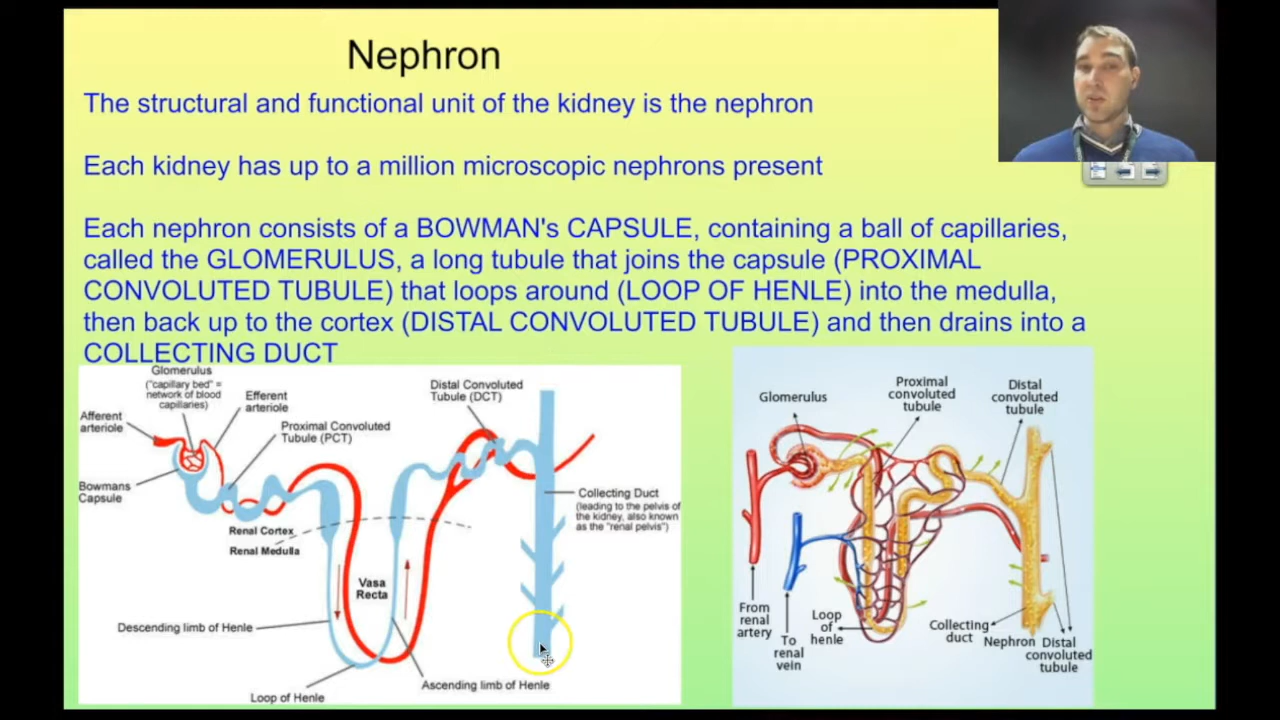 Nephron
The structural and functional unit of the kidney is the nephron
Each kidney has up to a million microscopic nephrons present
Each nephron consists of a BOWMAN's CAPSULE, containing a ball of capillaries,
called the GLOMERULUS, a long tubule that joins the capsule (PROXIMAL
CONVOLUTED TUBULE) that loops around (LOOP OF HENLE) into the medulla,
then back up to the cortex (DISTAL CONVOLUTED TUBULE) and then drains into a
COLLECTING DUCT
Glomerulus
("capillary bed" =
network of blood
capillaries)
Afferent
arteriole
Efferent
arteriole
Proximal Convoluted
Tubule (PCT)
Distal Convoluted
Tubule (DCT)
Bowmans
Capsule
Renal Cortex
Renal Medulla
Vasa
Recta
Collecting Duct
(leading to the pelvis of
the kidney, also known
as the "renal pelvis")
Descending limb of Henle
Ascending limb of Henle
Loop of Henle
Glomerulus
Proximal
convoluted
tubule
Distal
convoluted
tubule
From
renal
artery
To
renal
vein
Loop
of
henle
Collecting
duct
Nephron
Distal
convoluted
tubule